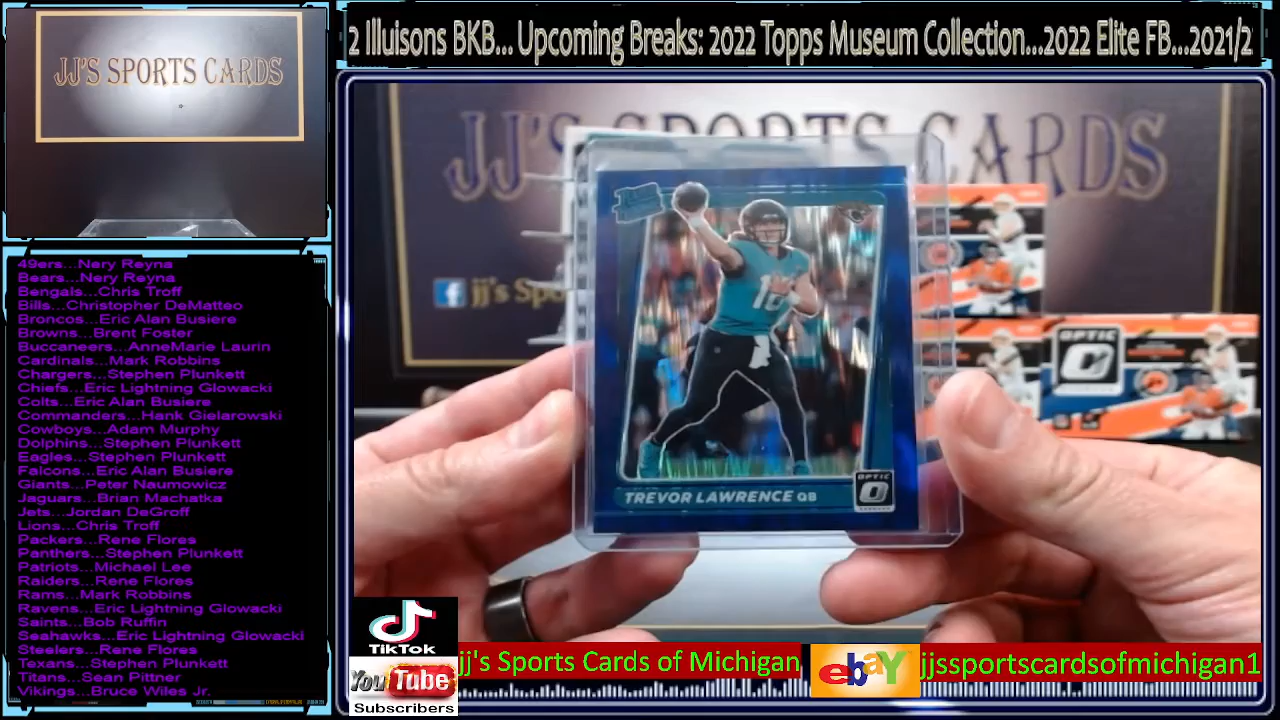 JJ'S SPORTS CARDS
2 Illuisons BKB... Upcoming Breaks: 2022 Topps Museum Collection...2022 Elite FB...2021/2
JJ'S SPORTS CARDS
jj's Spo
OPTIC
TREVOR LAWRENCE QB
OPTIC
49ers...Nery Reyna
Bears...Nery Reyna
Bengals...Chris Troff
Bills...Christopher DeMatteo
Broncos...Eric Alan Busiere
Browns...Brent Foster
Buccaneers...AnneMarie Laurin
Cardinals...Mark Robbins
Chargers...Stephen Plunkett
Chiefs...Eric Lightning Glowacki
Colts...Eric Alan Busiere
Commanders...Hank Gielarowski
Cowboys...Adam Murphy
Dolphins...Stephen Plunkett
Eagles...Stephen Plunkett
Falcons...Eric Alan Busiere
Giants...Peter Naumowicz
Jaguars...Brian Machatka
Jets...Jordan DeGroff
Lions...Chris Troff
Packers...Rene Flores
Panthers...Stephen Plunkett
Patriots...Michael Lee
Raiders...Rene Flores
Rams...Mark Robbins
Ravens...Eric Lightning Glowacki
Saints...Bob Ruffin
Seahawks...Eric Lightning Glowacki
Steelers...Rene Flores
Texans...Stephen Plunkett
Titans...Sean Pittner
Vikings...Bruce Wiles Jr.
TikTok
YouTube
Subscribers
jj's Sports Cards of Michigan
ebaY
jjssportscardsofmichigan1